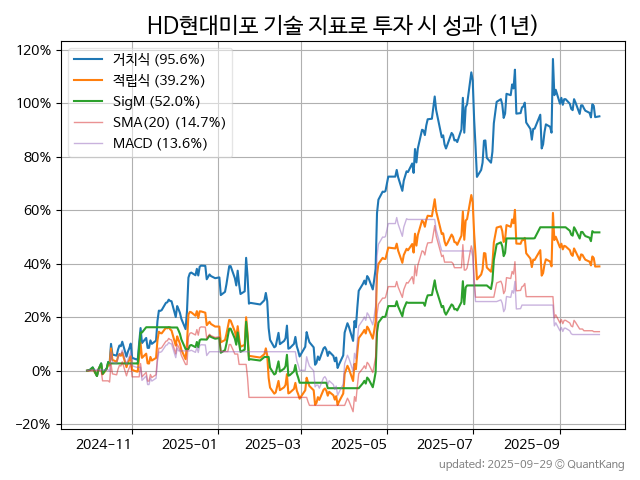 HD현대미포 기술 지표로 투자 시 성과 (1년)
120%
100%
80%
60%
40%
20%
0%
−20%
거치식 (95.6%)
적립식 (39.2%)
SigM (52.0%)
SMA(20) (14.7%)
MACD (13.6%)
2024-11
2025-01
2025-03
2025-05
2025-07
2025-09
updated: 2025-09-29 © QuantKang